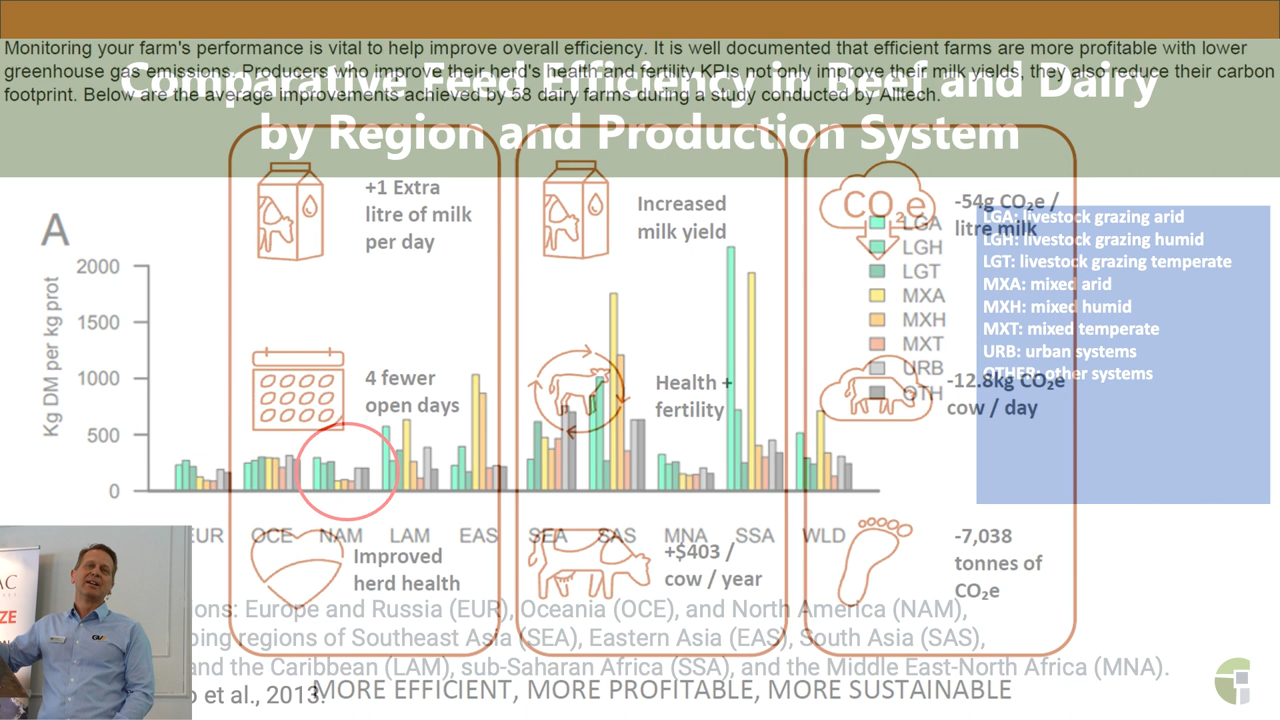 Monitoring your farm's performance is vital to help improve overall efficiency. It is well documented that efficient farms are more profitable with lower
greenhouse gas emissions. Producers who improve their herd's health and fertility KPIs not only improve their milk yields, they also reduce their carbon
footprint. Below are the average improvements achieved by 58 dairy farms during a study conducted by Alltech.
Comparative Feed Efficiency in Beef and Dairy
by Region and Production System
+1 Extra
litre of milk
per day
Increased
milk yield
CO₂e
-54g CO₂e /
litre milk
A
Kg DM per kg prot
2000
1500
1000
500
0
LGA
LGH
LGT
MXA
MXH
MXT
URB
OTH
LGA: livestock grazing arid
LGH: livestock grazing humid
LGT: livestock grazing temperate
MXA: mixed arid
MXH: mixed humid
MXT: mixed temperate
URB: urban systems
OTHER: other systems
4 fewer
open days
Health +
fertility
-12.8kg CO₂e
cow / day
EUR OCE NAM LAM EAS SEA SAS MNA SSA WLD
Improved
herd health
+$403 /
cow / year
-7,038
tonnes of
CO₂e
ons: Europe and Russia (EUR), Oceania (OCE), and North America (NAM),
ping regions of Southeast Asia (SEA), Eastern Asia (EAS), South Asia (SAS),
and the Caribbean (LAM), sub-Saharan Africa (SSA), and the Middle East-North Africa (MNA).
o et al., 2013.
MORE EFFICIENT, MORE PROFITABLE, MORE SUSTAINABLE
AC
ZE